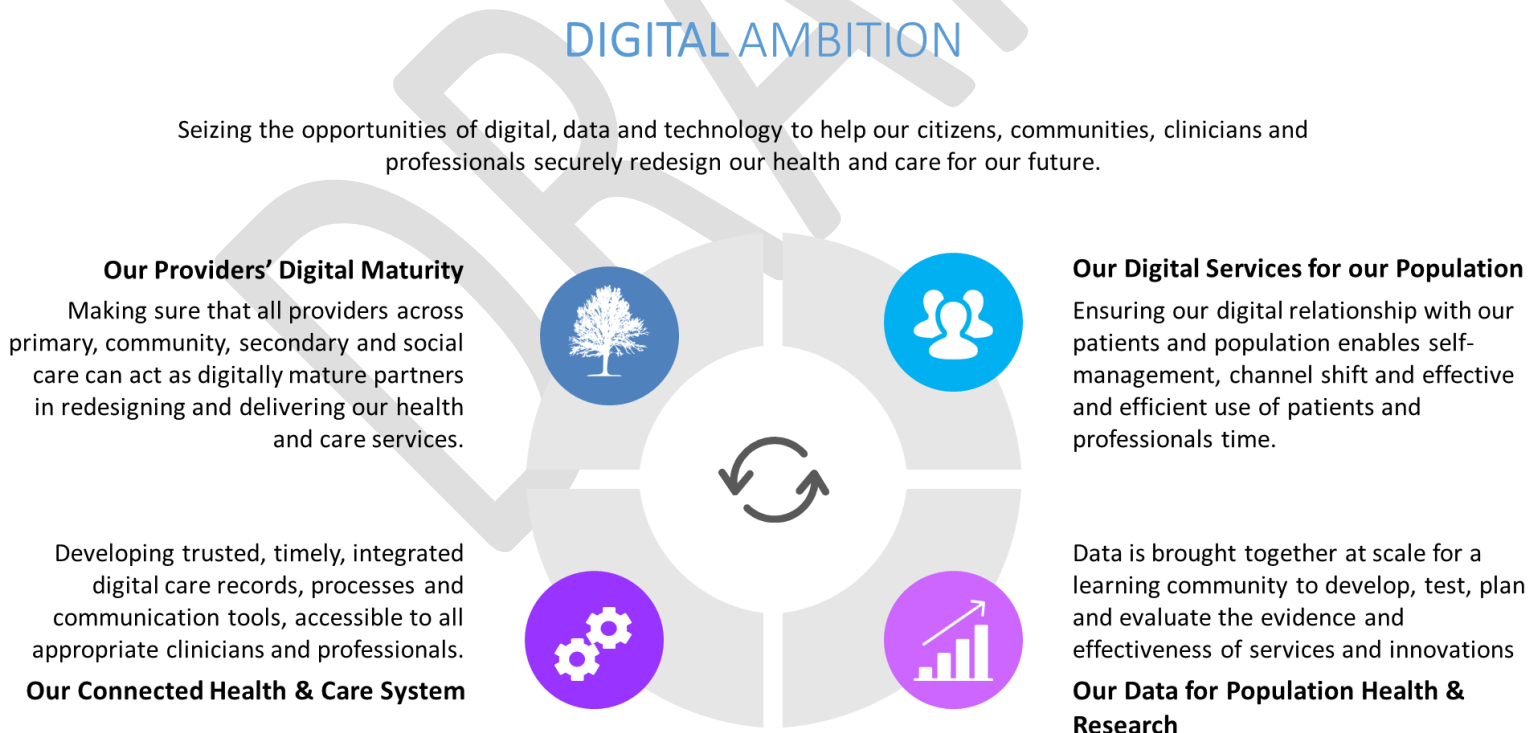 DIGITAL AMBITION
Seizing the opportunities of digital, data and technology to help our citizens, communities, clinicians and
professionals securely redesign our health and care for our future.
Our Providers’ Digital Maturity
Making sure that all providers across
primary, community, secondary and social
care can act as digitally mature partners
in redesigning and delivering our health
and care services.
Our Digital Services for our Population
Ensuring our digital relationship with our
patients and population enables self-
management, channel shift and effective
and efficient use of patients and
professionals time.
Developing trusted, timely, integrated
digital care records, processes and
communication tools, accessible to all
appropriate clinicians and professionals.
Our Connected Health & Care System
Data is brought together at scale for a
learning community to develop, test, plan
and evaluate the evidence and
effectiveness of services and innovations
Our Data for Population Health &
Research